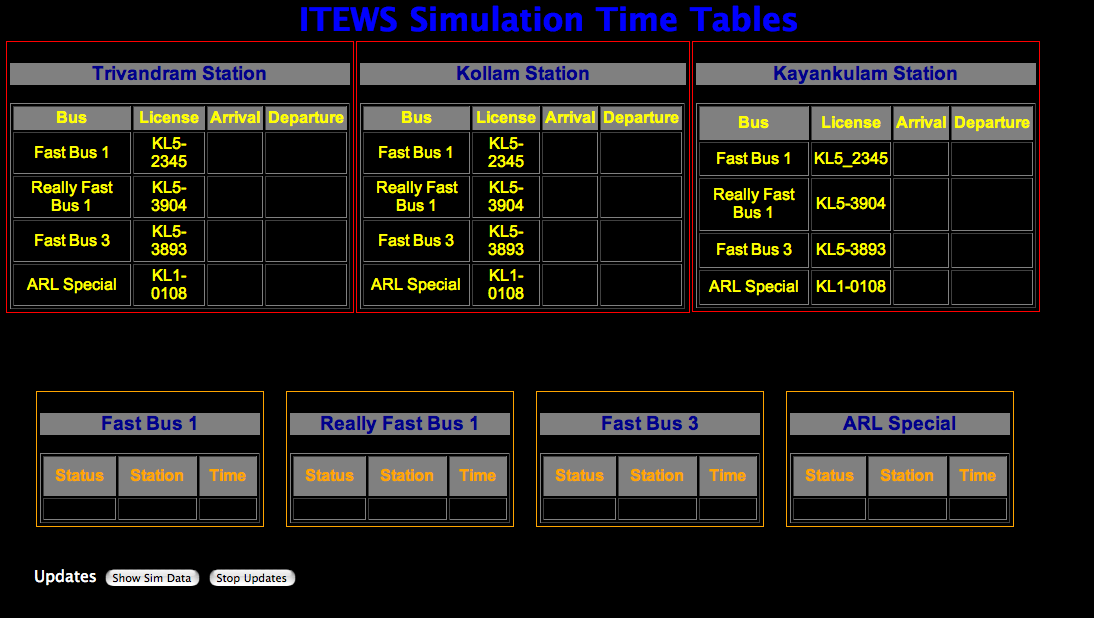 ITEWS Simulation Time Tables
Trivandram Station
Bus License Arrival Departure
Fast Bus 1 KL5-
2345
Really Fast KL5-
Bus 1 3904
Fast Bus 3 KL5-
3893
ARL Special KL1-
0108
Kollam Station
Bus License Arrival Departure
Fast Bus 1 KL5-
2345
Really Fast KL5-
Bus 1 3904
Fast Bus 3 KL5-
3893
ARL Special KL1-
0108
Kayankulam Station
Bus License Arrival Departure
Fast Bus 1 KL5_2345
Really Fast
Bus 1 KL5-3904
Fast Bus 3 KL5-3893
ARL Special KL1-0108
Fast Bus 1
Status Station Time
Really Fast Bus 1
Status Station Time
Fast Bus 3
Status Station Time
ARL Special
Status Station Time
Updates Show Sim Data Stop Updates